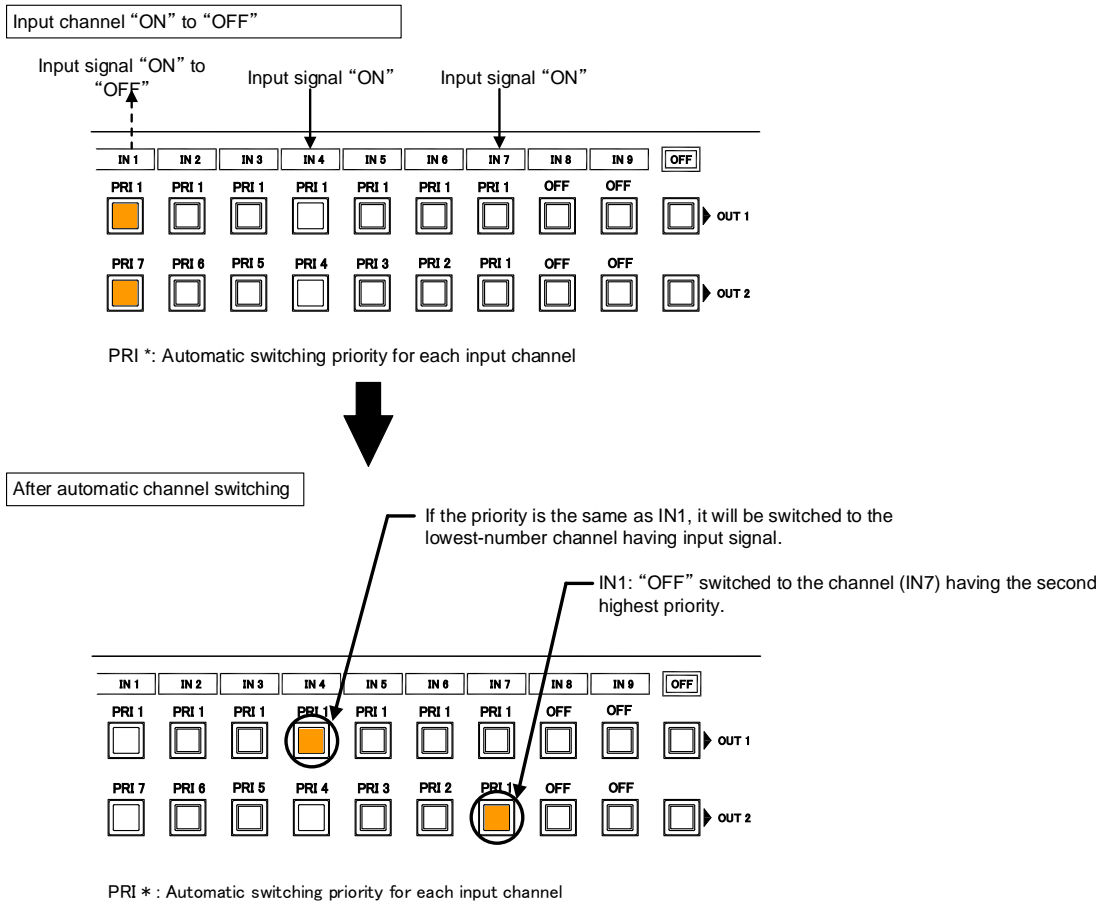 Input channel “ON” to “OFF”
Input signal “ON” to
“OFF”
Input signal “ON”
Input signal “ON”
IN 1 IN 2 IN 3 IN 4 IN 5 IN 6 IN 7 IN 8 IN 9 OFF
PRI 1 PRI 1 PRI 1 PRI 1 PRI 1 PRI 1 PRI 1 OFF OFF
OUT 1
PRI 7 PRI 6 PRI 5 PRI 4 PRI 3 PRI 2 PRI 1 OFF OFF
OUT 2
PRI *: Automatic switching priority for each input channel
After automatic channel switching
If the priority is the same as IN1, it will be switched to the
lowest-number channel having input signal.
IN1: “OFF” switched to the channel (IN7) having the second
highest priority.
IN 1 IN 2 IN 3 IN 4 IN 5 IN 6 IN 7 IN 8 IN 9 OFF
PRI 1 PRI 1 PRI 1 PRI 1 PRI 1 PRI 1 PRI 1 OFF OFF
OUT 1
PRI 7 PRI 6 PRI 5 PRI 4 PRI 3 PRI 2 PRI 1 OFF OFF
OUT 2
PRI * : Automatic switching priority for each input channel